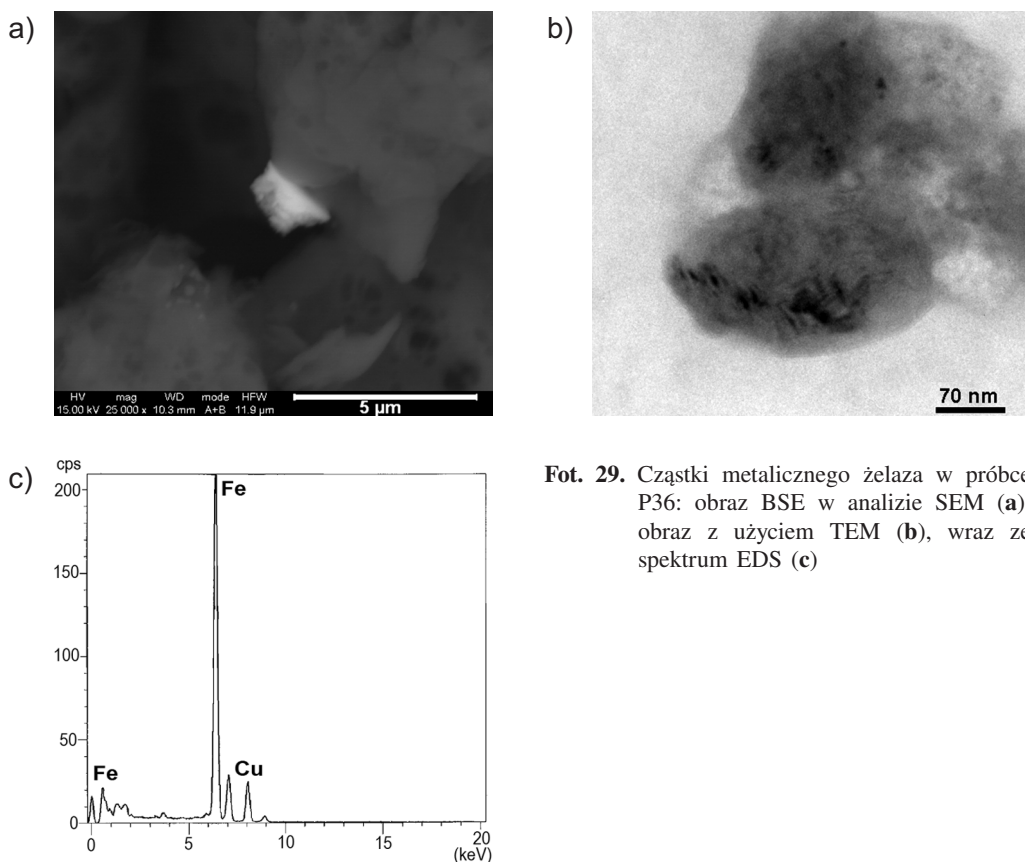 a)
HV mag WD mode HFW
15.00 kV 25 000 x 10.3 mm A+B 11.9 µm
5 µm
b)
70 nm
c)
cps
200
150
100
50
0
Fe
Fe
Cu
0 5 10 15 20
(keV)
Fot. 29. Cząstki metalicznego żelaza w próbce
P36: obraz BSE w analizie SEM (a)
obraz z użyciem TEM (b), wraz ze
spektrum EDS (c)